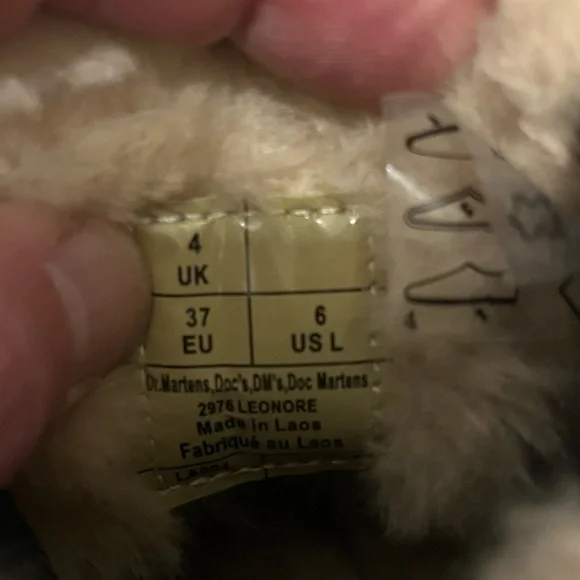 4
UK
37 6
EU US L
Dr.Martens,Doc's,DM's,Doc Martens
2976 LEONORE
Made in Laos
Fabriqué au Laos
4